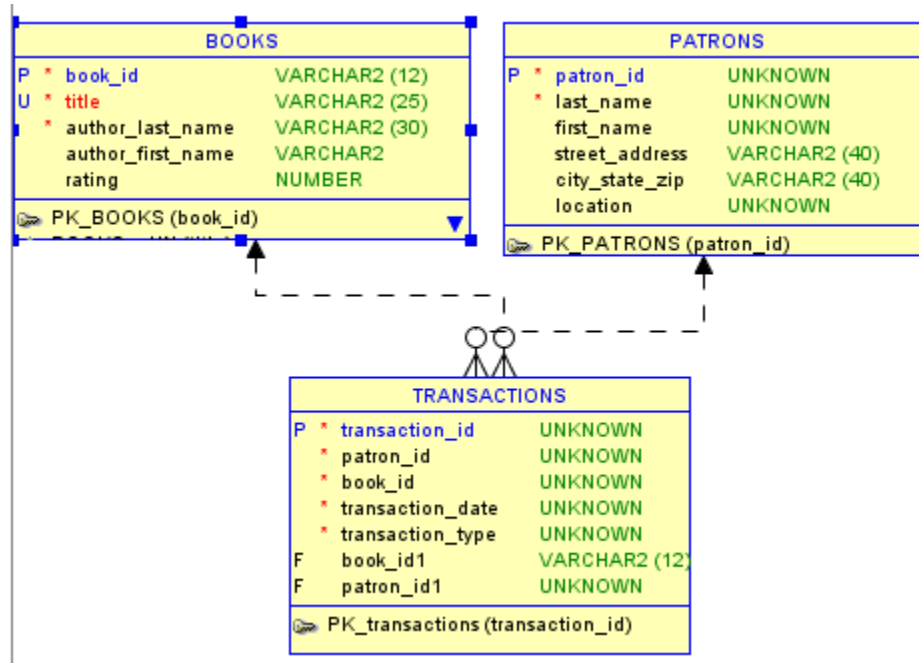 BOOKS
P * book_id VARCHAR2 (12)
U * title VARCHAR2 (25)
* author_last_name VARCHAR2 (30)
author_first_name VARCHAR2
rating NUMBER
PK_BOOKS (book_id)
PATRONS
P * patron_id UNKNOWN
* last_name UNKNOWN
first_name UNKNOWN
street_address VARCHAR2 (40)
city_state_zip VARCHAR2 (40)
location UNKNOWN
PK_PATRONS (patron_id)
TRANSACTIONS
P * transaction_id UNKNOWN
* patron_id UNKNOWN
* book_id UNKNOWN
* transaction_date UNKNOWN
* transaction_type UNKNOWN
F book_id1 VARCHAR2 (12)
F patron_id1 UNKNOWN
PK_transactions (transaction_id)